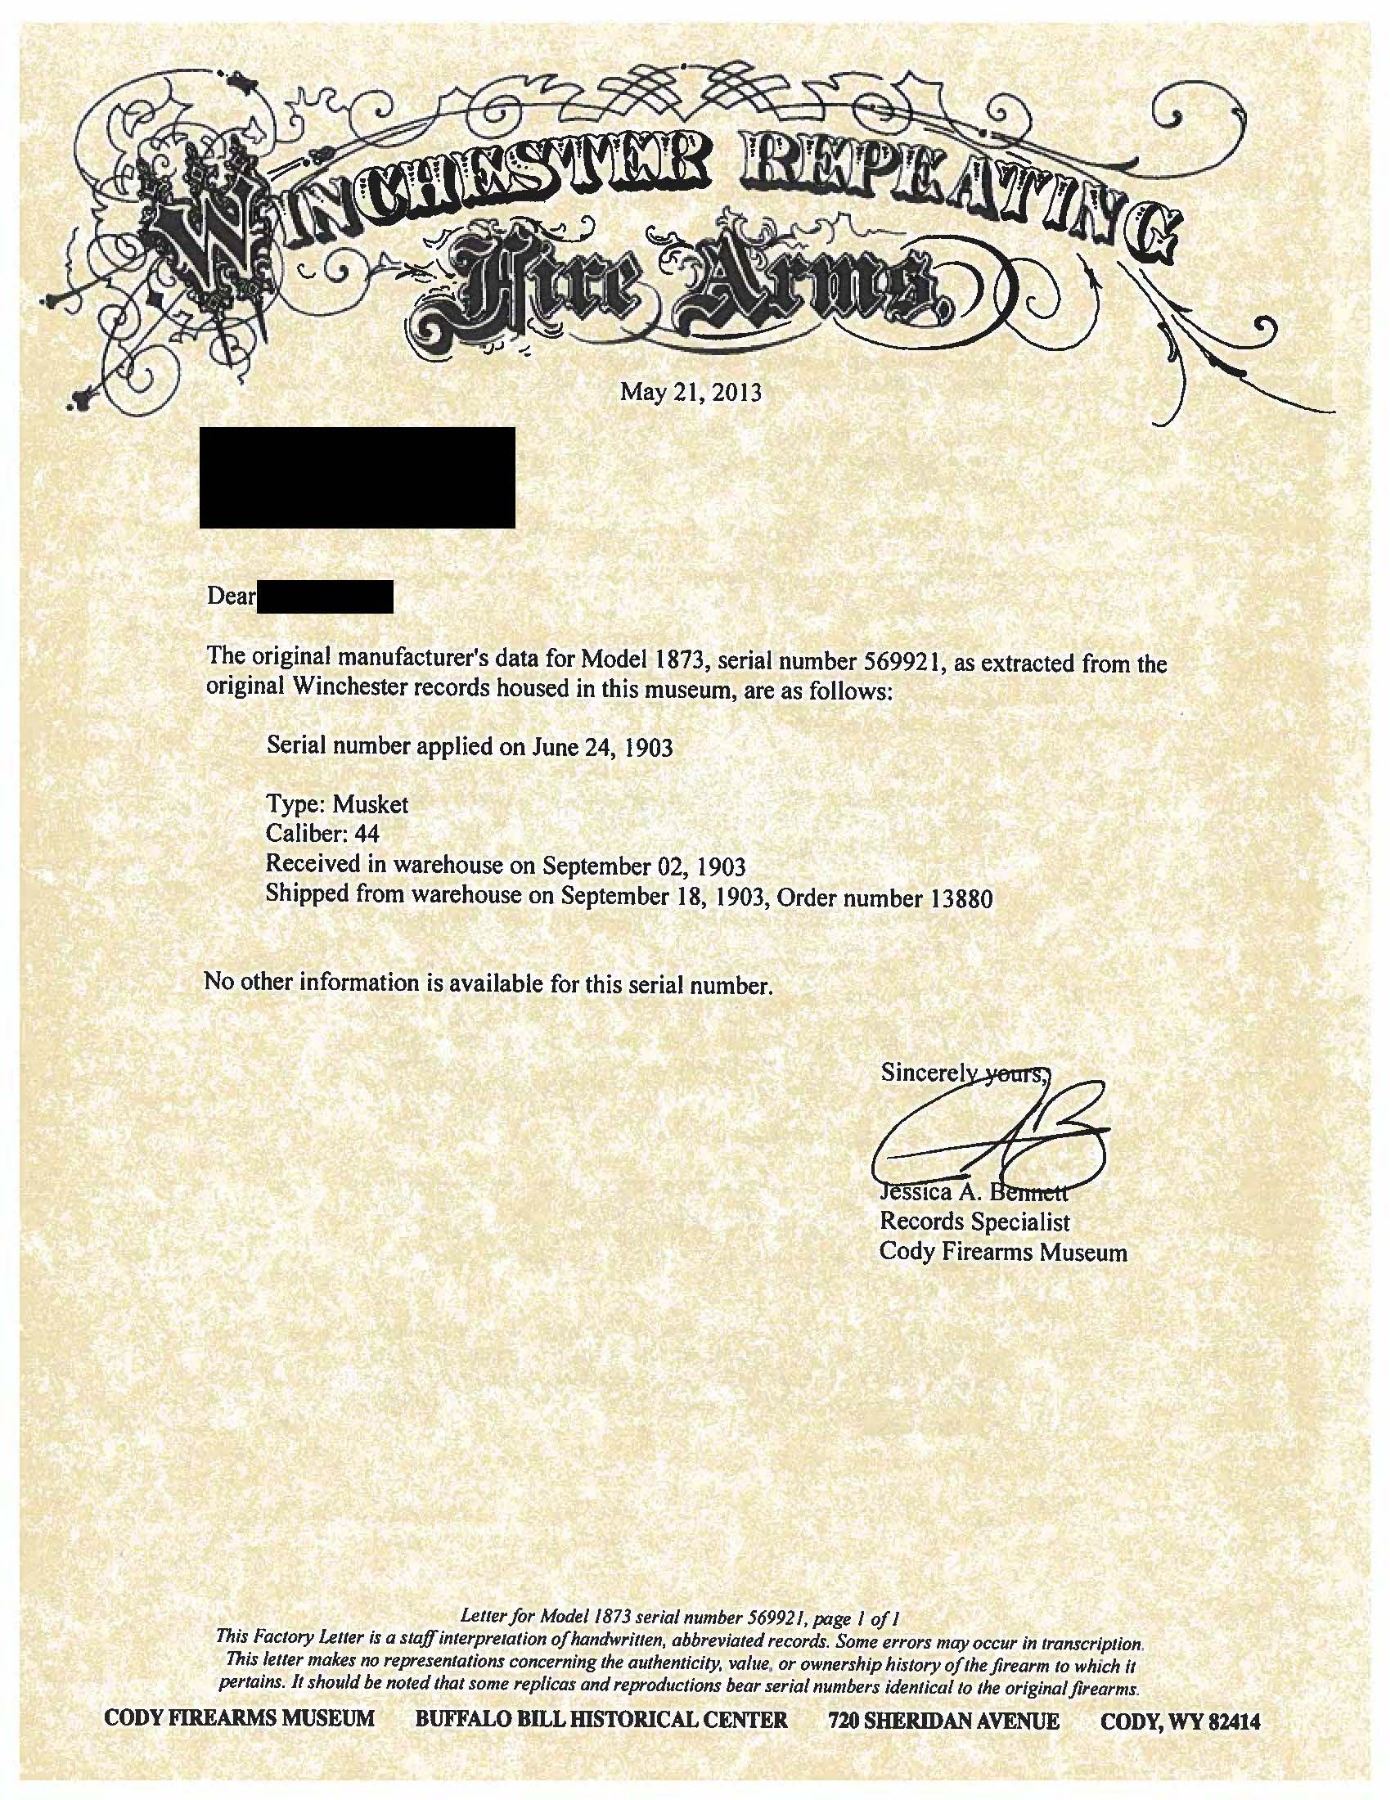 WINCHESTER REPEATING
Fire Arms.
May 21, 2013
Dear
The original manufacturer's data for Model 1873, serial number 569921, as extracted from the
original Winchester records housed in this museum, are as follows:
Serial number applied on June 24, 1903
Type: Musket
Caliber: 44
Received in warehouse on September 02, 1903
Shipped from warehouse on September 18, 1903, Order number 13880
No other information is available for this serial number.
Sincerely yours,
Jessica A. Bennett
Records Specialist
Cody Firearms Museum
Letter for Model 1873 serial number 569921, page 1 of 1
This Factory Letter is a staff interpretation of handwritten, abbreviated records. Some errors may occur in transcription.
This letter makes no representations concerning the authenticity, value, or ownership history of the firearm to which it
pertains. It should be noted that some replicas and reproductions bear serial numbers identical to the original firearms.
CODY FIREARMS MUSEUM BUFFALO BILL HISTORICAL CENTER 720 SHERIDAN AVENUE CODY, WY 82414